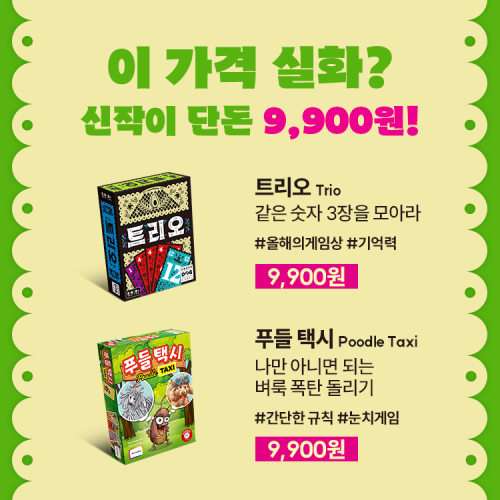 이 가격 실화?
신작이 단돈 9,900원!
트리오
12
트리오 Trio
같은 숫자 3장을 모아라
#올해의게임상 #기억력
9,900원
푸들 택시
Poodle TAXI
푸들 택시 Poodle Taxi
나만 아니면 되는
벼룩 폭탄 돌리기
#간단한 규칙 #눈치게임
9,900원